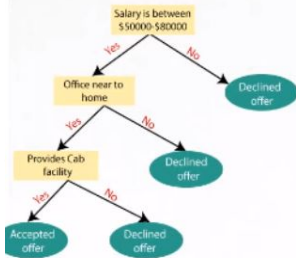 Salary is between
$50000-$80000
Yes
No
Office near to
home
Declined
offer
Yes
No
Provides Cab
facility
Declined
offer
Yes
No
Accepted
offer
Declined
offer